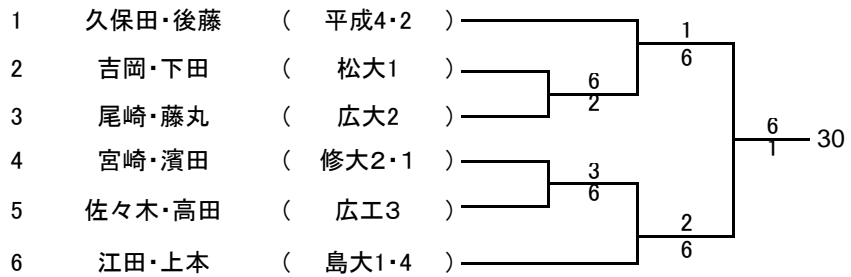 1 久保田・後藤 ( 平成4・2 )
1
6
2 吉岡・下田 ( 松大1 )
6
2
3 尾崎・藤丸 ( 広大2 )
6
1
30
4 宮崎・濱田 ( 修大2・1 )
3
6
5 佐々木・高田 ( 広工3 )
2
6
6 江田・上本 ( 島大1・4 )